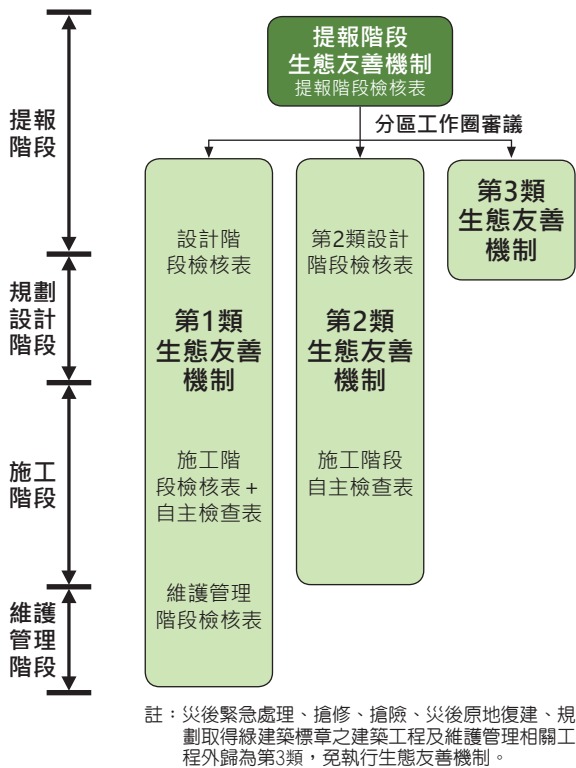 提報階段
生態友善機制
提報階段檢核表
分區工作圈審議
提報
階段
規劃
設計
階段
施工
階段
維護
管理
階段
設計階
段檢核表
第1類
生態友善
機制
施工階
段檢核表+
自主檢查表
維護管理
階段檢核表
第2類設計
階段檢核表
第2類
生態友善
機制
施工階段
自主檢查表
第3類
生態友善
機制
註：災後緊急處理、搶修、搶險、災後原地復建、規
劃取得綠建築標章之建築工程及維護管理相關工
程外歸為第3類，免執行生態友善機制。